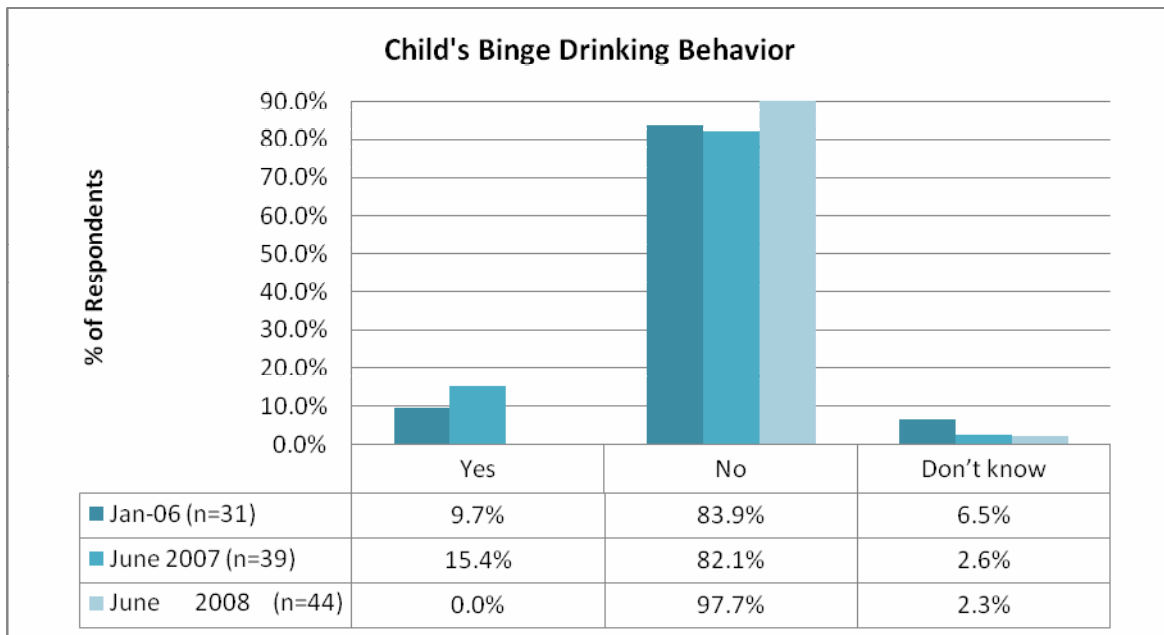 Child's Binge Drinking Behavior
% of Respondents
90.0%
80.0%
70.0%
60.0%
50.0%
40.0%
30.0%
20.0%
10.0%
0.0%
Yes No Don't know
Jan-06 (n=31) 9.7% 83.9% 6.5%
June 2007 (n=39) 15.4% 82.1% 2.6%
June 2008 (n=44) 0.0% 97.7% 2.3%